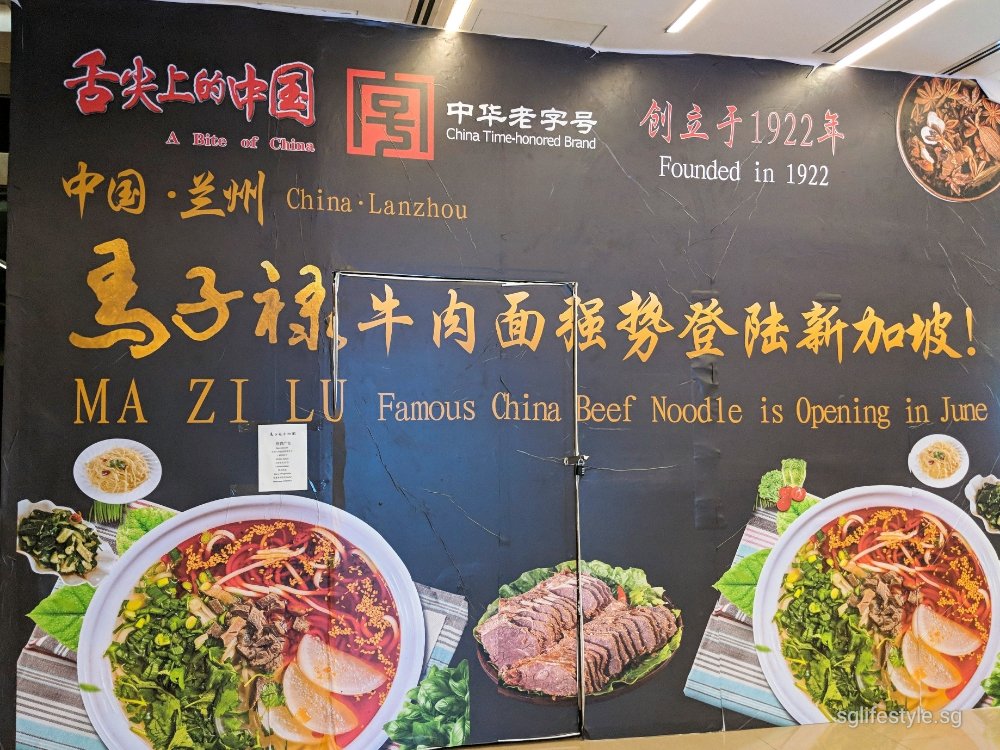 舌尖上的中国
A Bite of China
中华老字号
China Time-honored Brand
创立于1922年
Founded in 1922
中国·兰州 China·Lanzhou
馬子禄牛肉面强势登陆新加坡!
MA ZI LU Famous China Beef Noodle is Opening in June
sglifestyle.sg